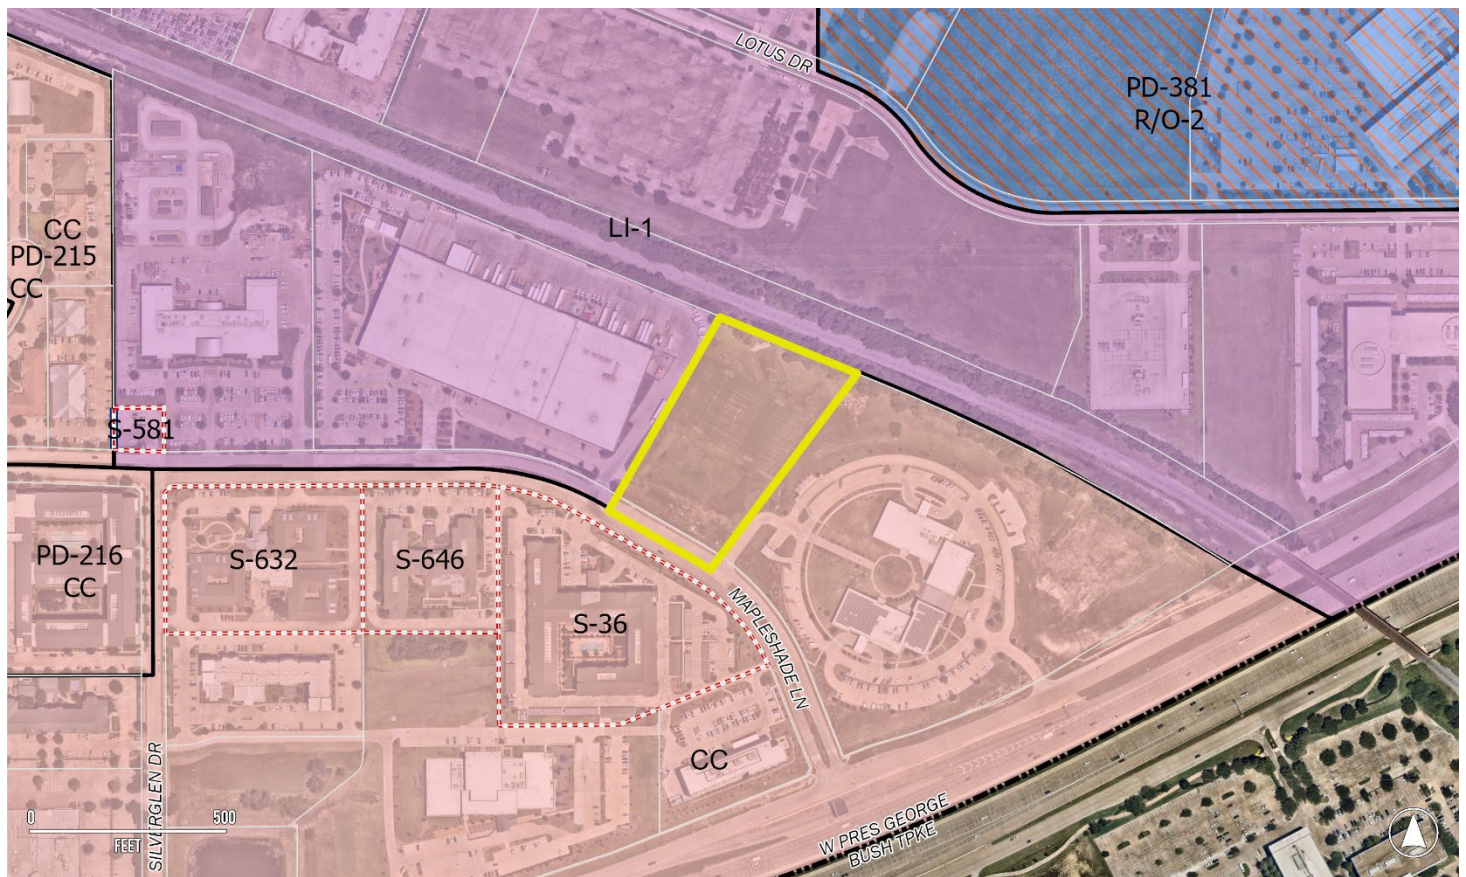 LOTUS DR
PD-381
R/O-2
LI-1
CC
PD-215
CC
S-581
PD-216
CC
S-632
S-646
S-36
MAPLESHADE LN
CC
SILVERGLEN DR
W PRES GEORGE
BUSH TPKE
0 500
FEET